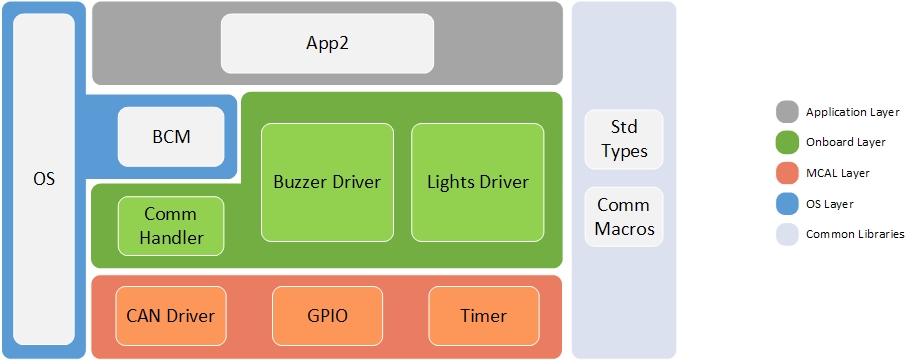 OS
App2
BCM
Comm
Handler
Buzzer Driver
Lights Driver
CAN Driver
GPIO
Timer
Std
Types
Comm
Macros
Application Layer
Onboard Layer
MCAL Layer
OS Layer
Common Libraries